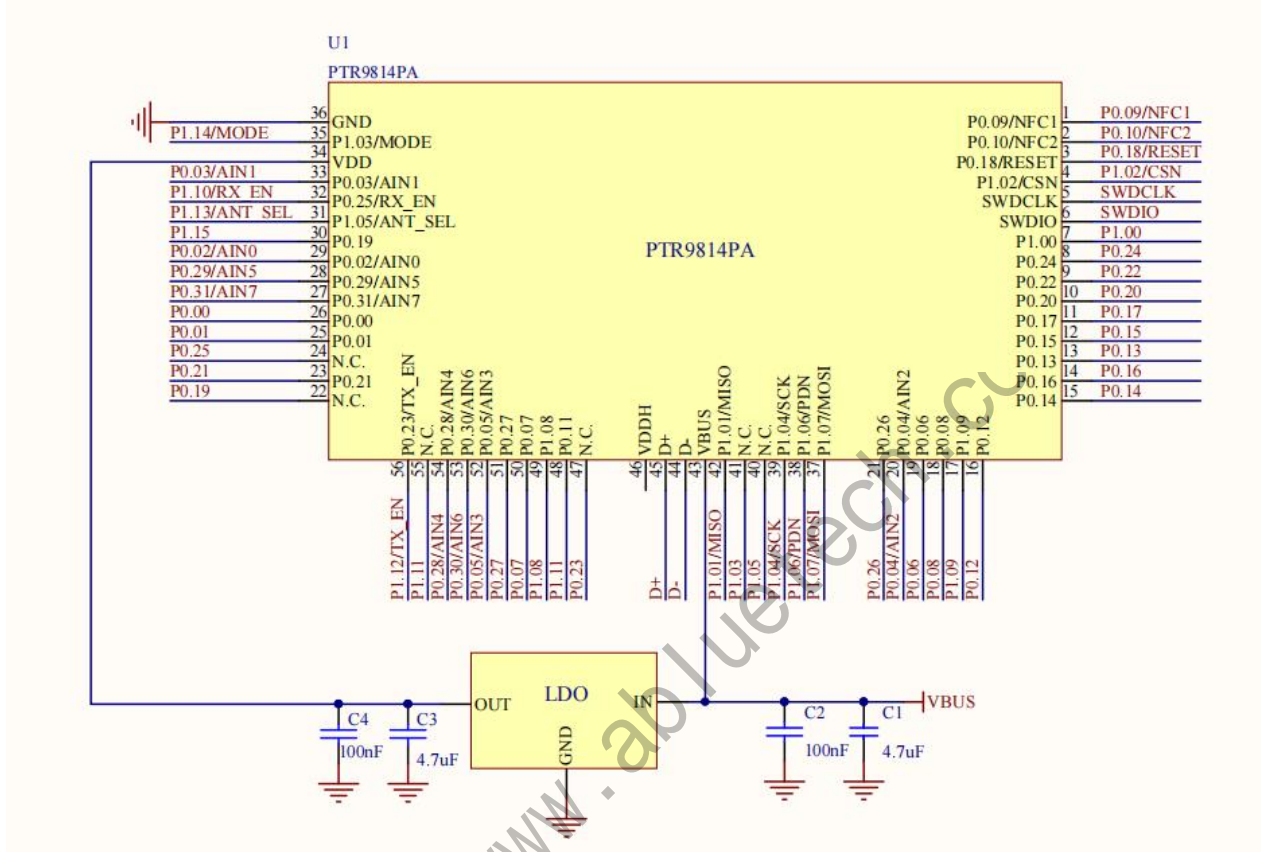 U1
PTR9814PA
36 GND
P1.14/MODE 35 P1.03/MODE
34 VDD
P0.03/AIN1 33 P0.03/AIN1
P1.10/RX_EN 32 P0.25/RX_EN
P1.13/ANT_SEL 31 P1.05/ANT_SEL
P1.15 30 P0.19
P0.02/AIN0 29 P0.02/AIN0
P0.29/AIN5 28 P0.29/AIN5
P0.31/AIN7 27 P0.31/AIN7
P0.00 26 P0.00
P0.01 25 P0.01
P0.25 24 N.C.
P0.21 23 P0.21
P0.19 22 N.C.
PTR9814PA
P0.09/NFC1 1 P0.09/NFC1
P0.10/NFC2 2 P0.10/NFC2
P0.18/RESET 3 P0.18/RESET
P1.02/CSN 4 P1.02/CSN
SWDCLK 5 SWDCLK
SWDIO 6 SWDIO
P1.00 7 P1.00
P0.24 8 P0.24
P0.22 9 P0.22
P0.20 10 P0.20
P0.17 11 P0.17
P0.15 12 P0.15
P0.13 13 P0.13
P0.16 14 P0.16
P0.14 15 P0.14
P0.23/TX_EN 56 P1.12/TX_EN
N.C. 55 P1.11
P0.28/AIN4 54 P0.28/AIN4
P0.30/AIN6 53 P0.30/AIN6
P0.05/AIN3 52 P0.05/AIN3
P0.27 51 P0.27
P0.07 50 P0.07
P1.08 49 P1.08
P0.11 48 P1.11
N.C. 47 P0.23
VDDH 46
D+ 45 D+
D- 44 D-
VBUS 43
P1.01/MISO 42 P1.01/MISO
N.C. 41 P1.03
N.C. 40 P1.05
P1.04/SCK 39 P1.04/SCK
P1.06/PDN 38 P1.06/PDN
P1.07/MOSI 37 P1.07/MOSI
P0.26 21 P0.26
P0.04/AIN2 20 P0.04/AIN2
P0.06 19 P0.06
P0.08 18 P0.08
P1.09 17 P1.09
P0.12 16 P0.12
OUT LDO IN
GND
VBUS
C4
100nF
C3
4.7uF
C2
100nF
C1
4.7uF
www.abluetech.c